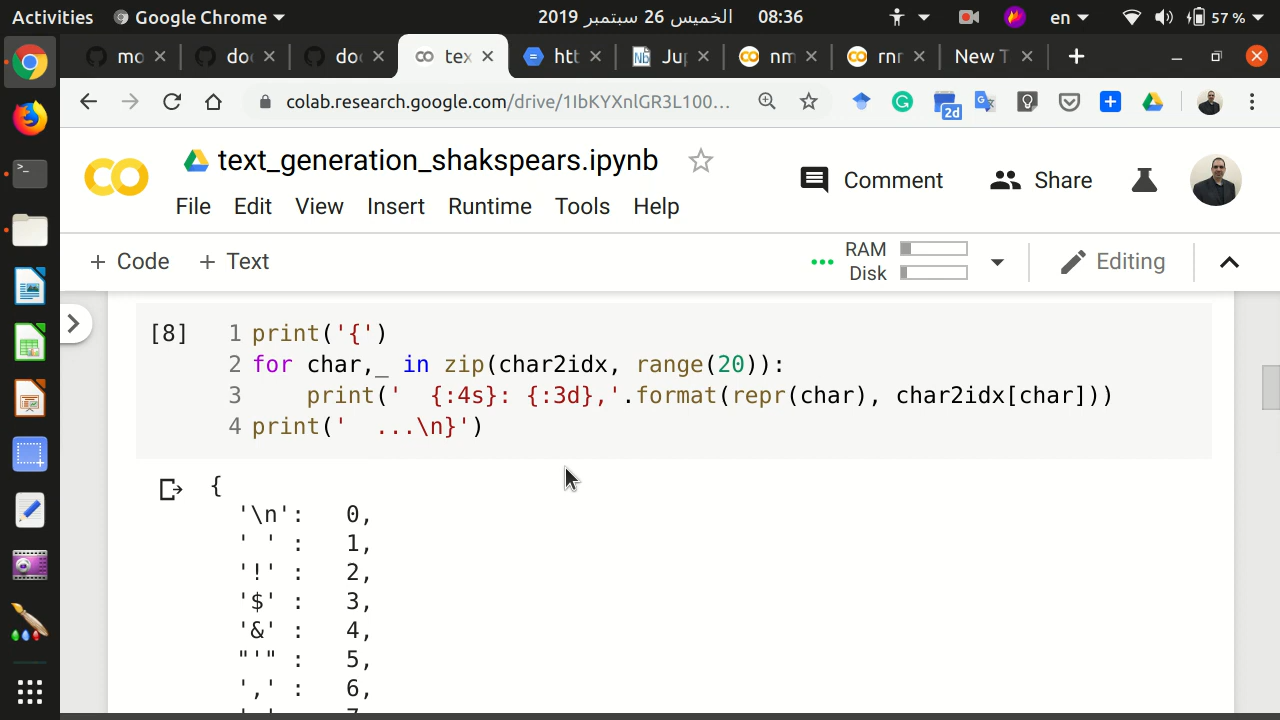 Activities
Google Chrome
الخميس 26 سبتمبر 2019
08:36
en
57 %
mo
do
do
tex
htt
Ju
nm
rnr
New T
colab.research.google.com/drive/1IbKYXnlGR3L100...
2d
text_generation_shakspears.ipynb
Comment
Share
File Edit View Insert Runtime Tools Help
+ Code + Text
RAM
Disk
Editing
[8]
1 print('{')
2 for char,_ in zip(char2idx, range(20)):
3     print('  {:4s}: {:3d},'.format(repr(char), char2idx[char]))
4 print('  ...\n}')
{
'\n':   0,
' ' :   1,
'!' :   2,
'$' :   3,
'&' :   4,
"'" :   5,
',' :   6,